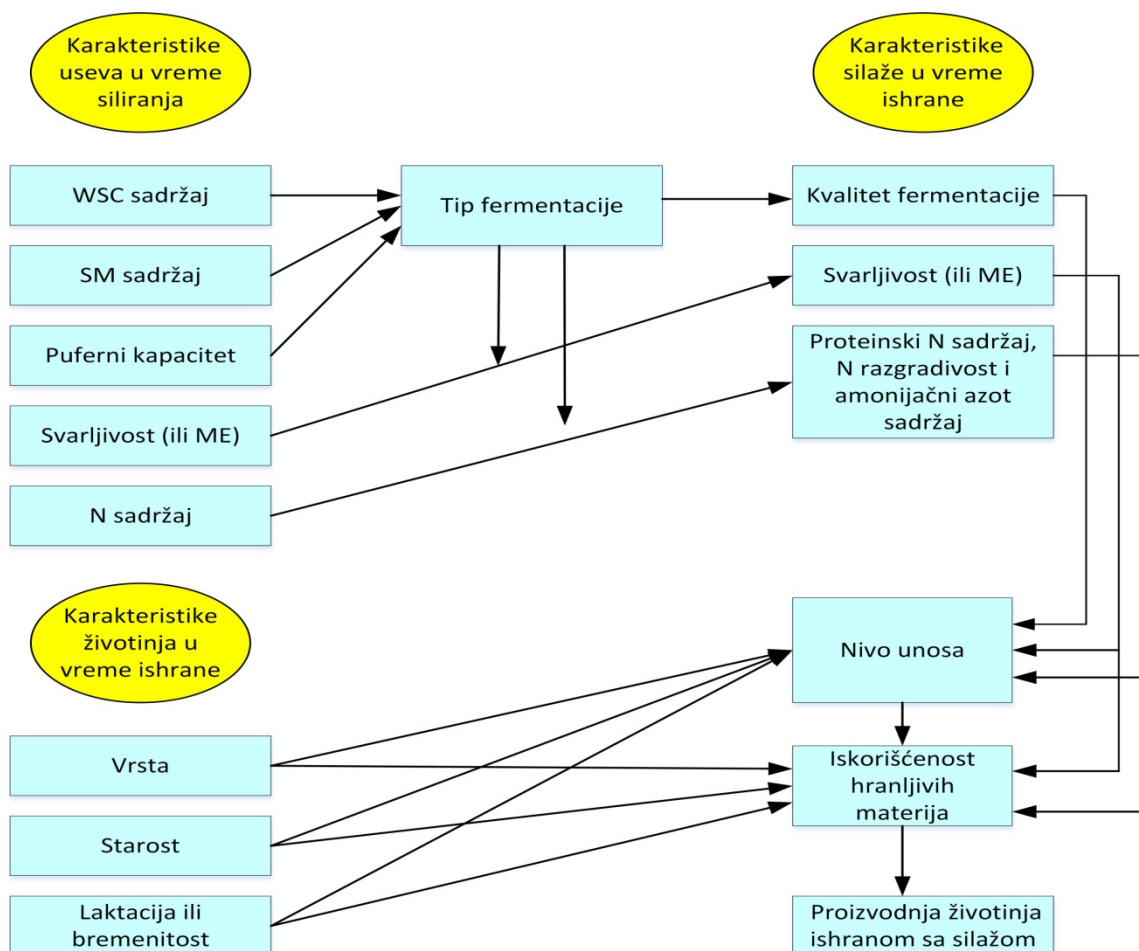 Karakteristike
useva u vreme
siliranja
Karakteristike
silaže u vreme
ishrane
WSC sadržaj
SM sadržaj
Puferni kapacitet
Svarljivost (ili ME)
N sadržaj
Tip fermentacije
Kvalitet fermentacije
Svarljivost (ili ME)
Proteinski N sadržaj,
N razgradivost i
amonijačni azot
sadržaj
Karakteristike
životinja u
vreme ishrane
Vrsta
Starost
Laktacija ili
bremenitost
Nivo unosa
Iskorišćenost
hranljivih
materija
Proizvodnja životinja
ishranom sa silažom